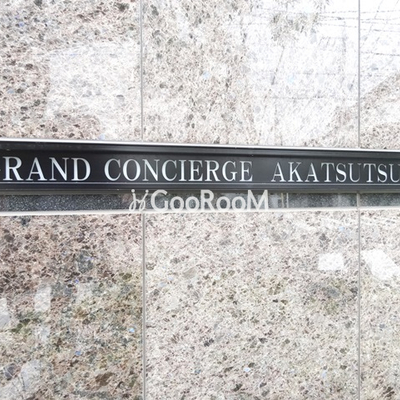 RAND CONCIERGE AKATSUTSU
GooRooM